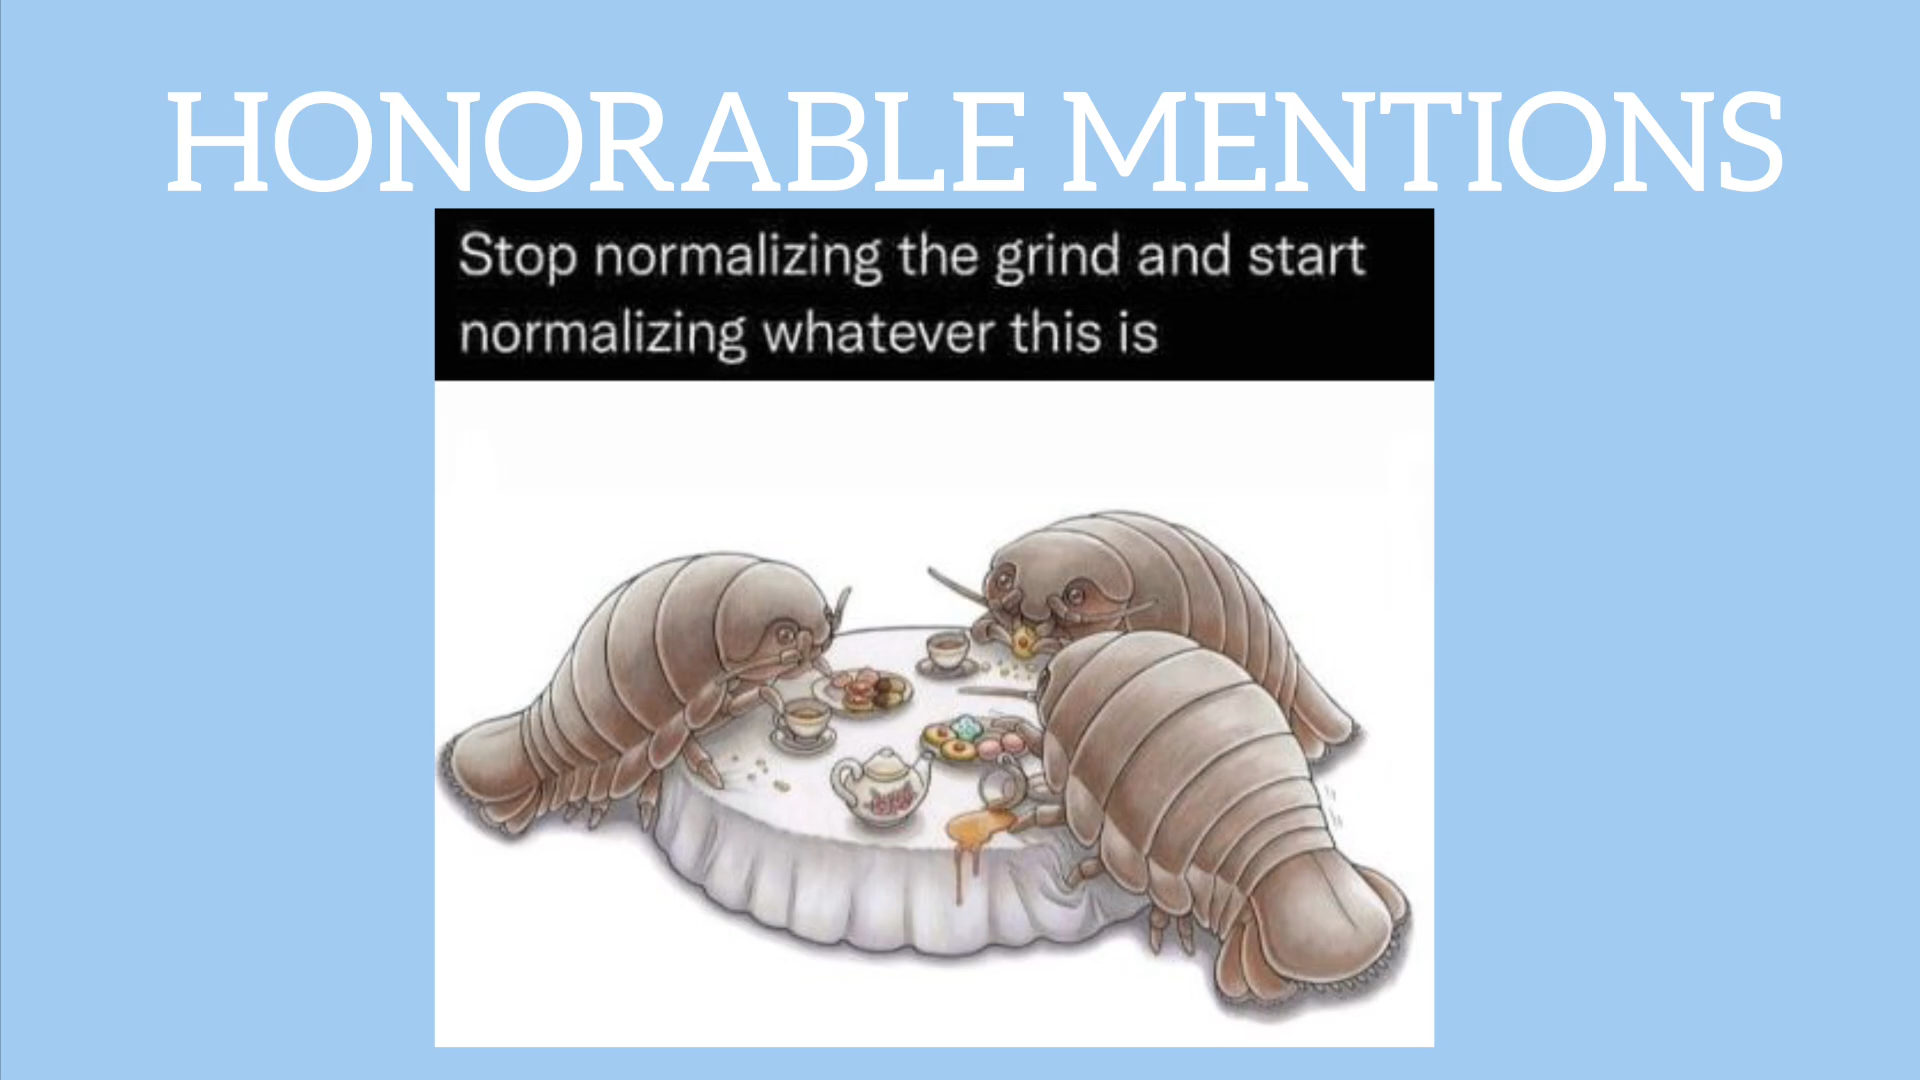 HONORABLE MENTIONS
Stop normalizing the grind and start
normalizing whatever this is